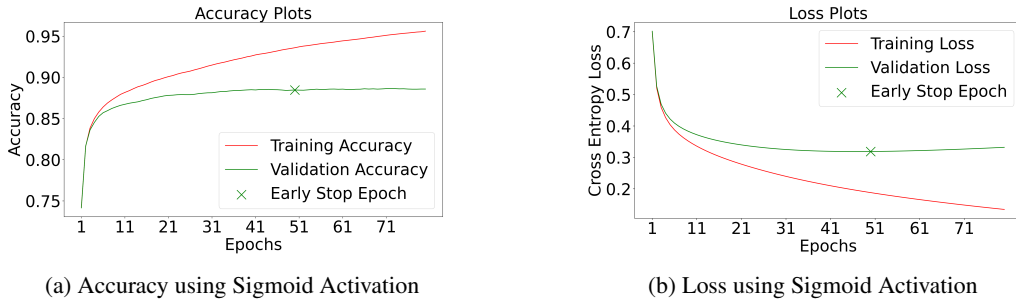 Accuracy Plots
0.95
0.90
0.85
0.80
0.75
Accuracy
Training Accuracy
Validation Accuracy
Early Stop Epoch
1 11 21 31 41 51 61 71
Epochs
(a) Accuracy using Sigmoid Activation
Loss Plots
0.7
0.6
0.5
0.4
0.3
0.2
Cross Entropy Loss
Training Loss
Validation Loss
Early Stop Epoch
1 11 21 31 41 51 61 71
Epochs
(b) Loss using Sigmoid Activation